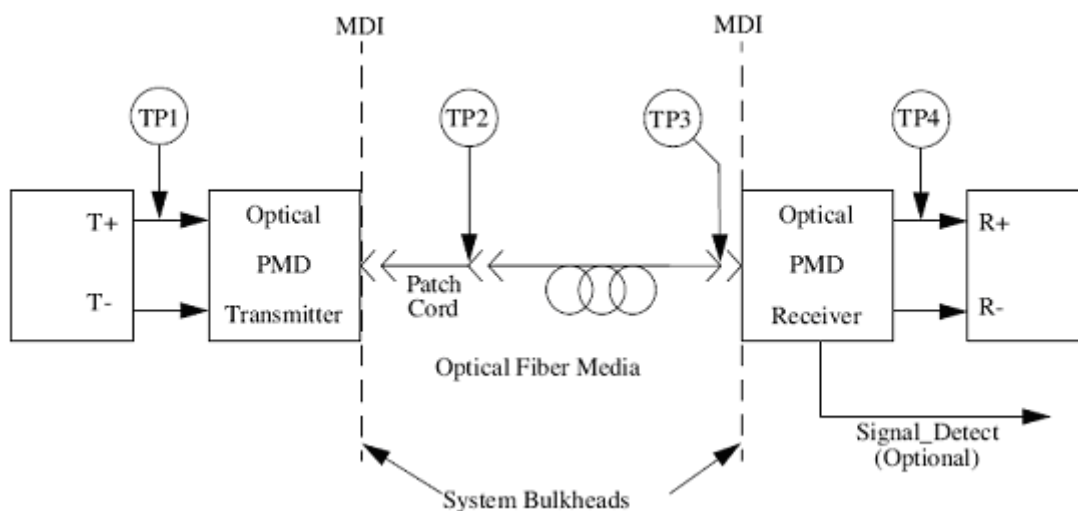 MDI
MDI
TP1
TP2
TP3
TP4
T+
T-
Optical
PMD
Transmitter
Patch
Cord
Optical
PMD
Receiver
R+
R-
Optical Fiber Media
Signal_Detect
(Optional)
System Bulkheads